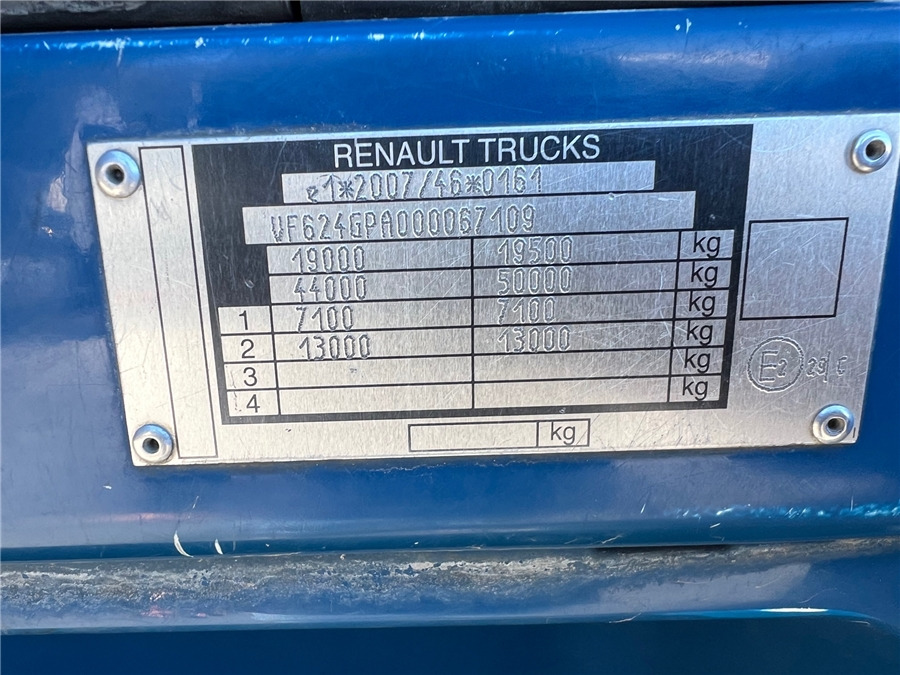 RENAULT TRUCKS
e1*2007/46*0161
VF624GPA000067109
19000 19500 kg
44000 50000 kg
1 7100 7100 kg
2 13000 13000 kg
3 kg
4 kg
kg
E2 29/C